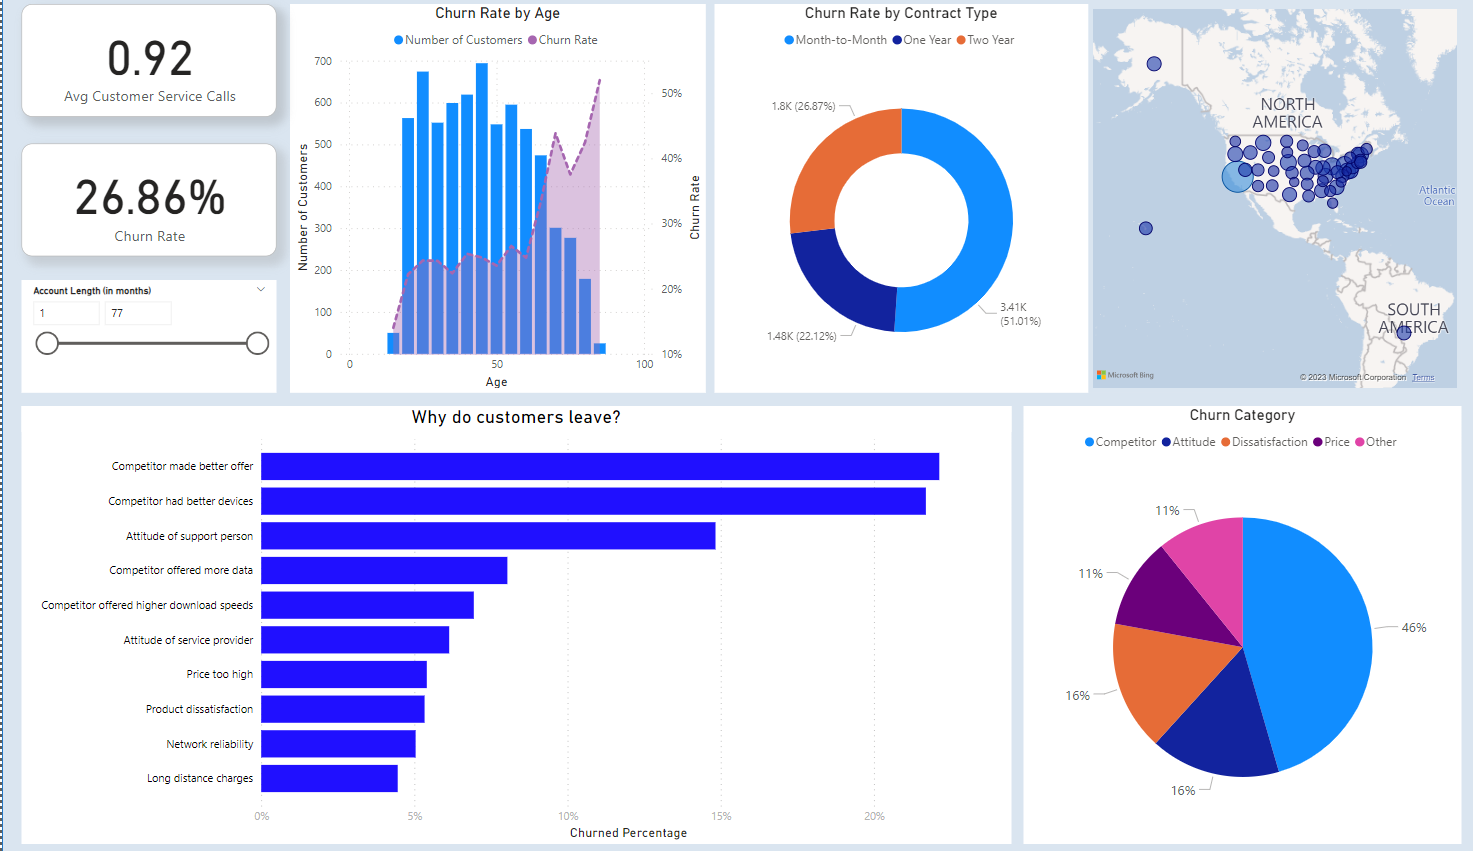 0.92
Avg Customer Service Calls
26.86%
Churn Rate
Account Length (in months)
1 77
Churn Rate by Age
Number of Customers Churn Rate
700
600
500
400
300
200
100
0
Number of Customers
50%
40%
30%
20%
10%
Churn Rate
0 50 100
Age
Churn Rate by Contract Type
Month-to-Month One Year Two Year
1.8K (26.87%)
3.41K
(51.01%)
1.48K (22.12%)
NORTH
AMERICA
Atlantic
Ocean
SOUTH
AMERICA
Microsoft Bing
© 2023 Microsoft Corporation Terms
Why do customers leave?
Competitor made better offer
Competitor had better devices
Attitude of support person
Competitor offered more data
Competitor offered higher download speeds
Attitude of service provider
Price too high
Product dissatisfaction
Network reliability
Long distance charges
0% 5% 10% 15% 20%
Churned Percentage
Churn Category
Competitor Attitude Dissatisfaction Price Other
11%
11%
46%
16%
16%